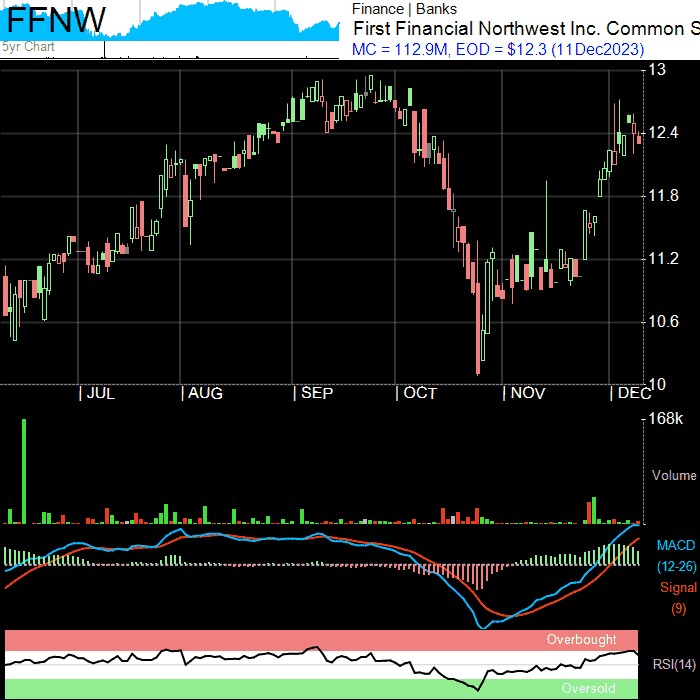 FFNW
5yr Chart
Finance | Banks
First Financial Northwest Inc. Common S
MC = 112.9M, EOD = $12.3 (11Dec2023)
13
12.4
11.8
11.2
10.6
10
| JUL | AUG | SEP | OCT | NOV | DEC
168k
Volume
MACD
(12-26)
Signal
(9)
Overbought
RSI(14)
Oversold